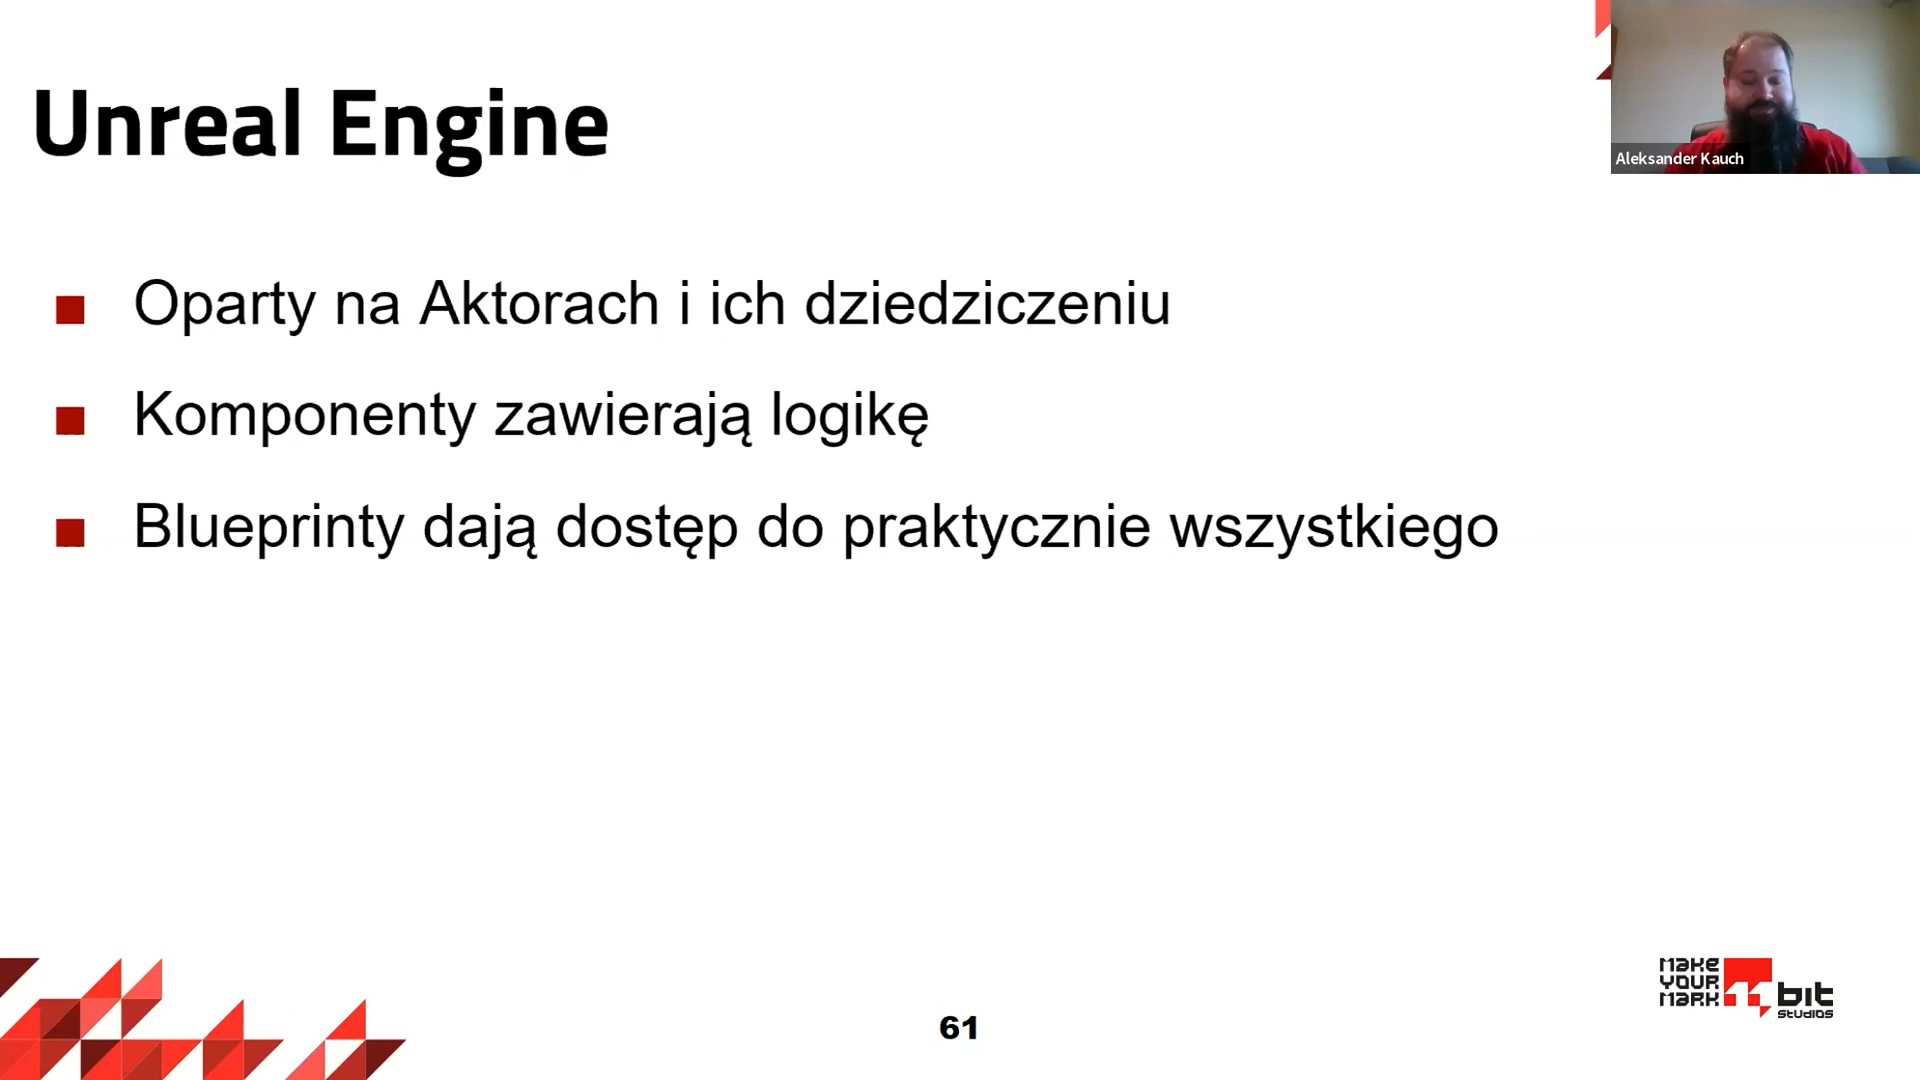 Unreal Engine
Aleksander Kauch
Oparty na Aktorach i ich dziedziczeniu
Komponenty zawierają logikę
Blueprinty dają dostęp do praktycznie wszystkiego
61
MAKE
YOUR
MARK
11 bit
STUDIOS